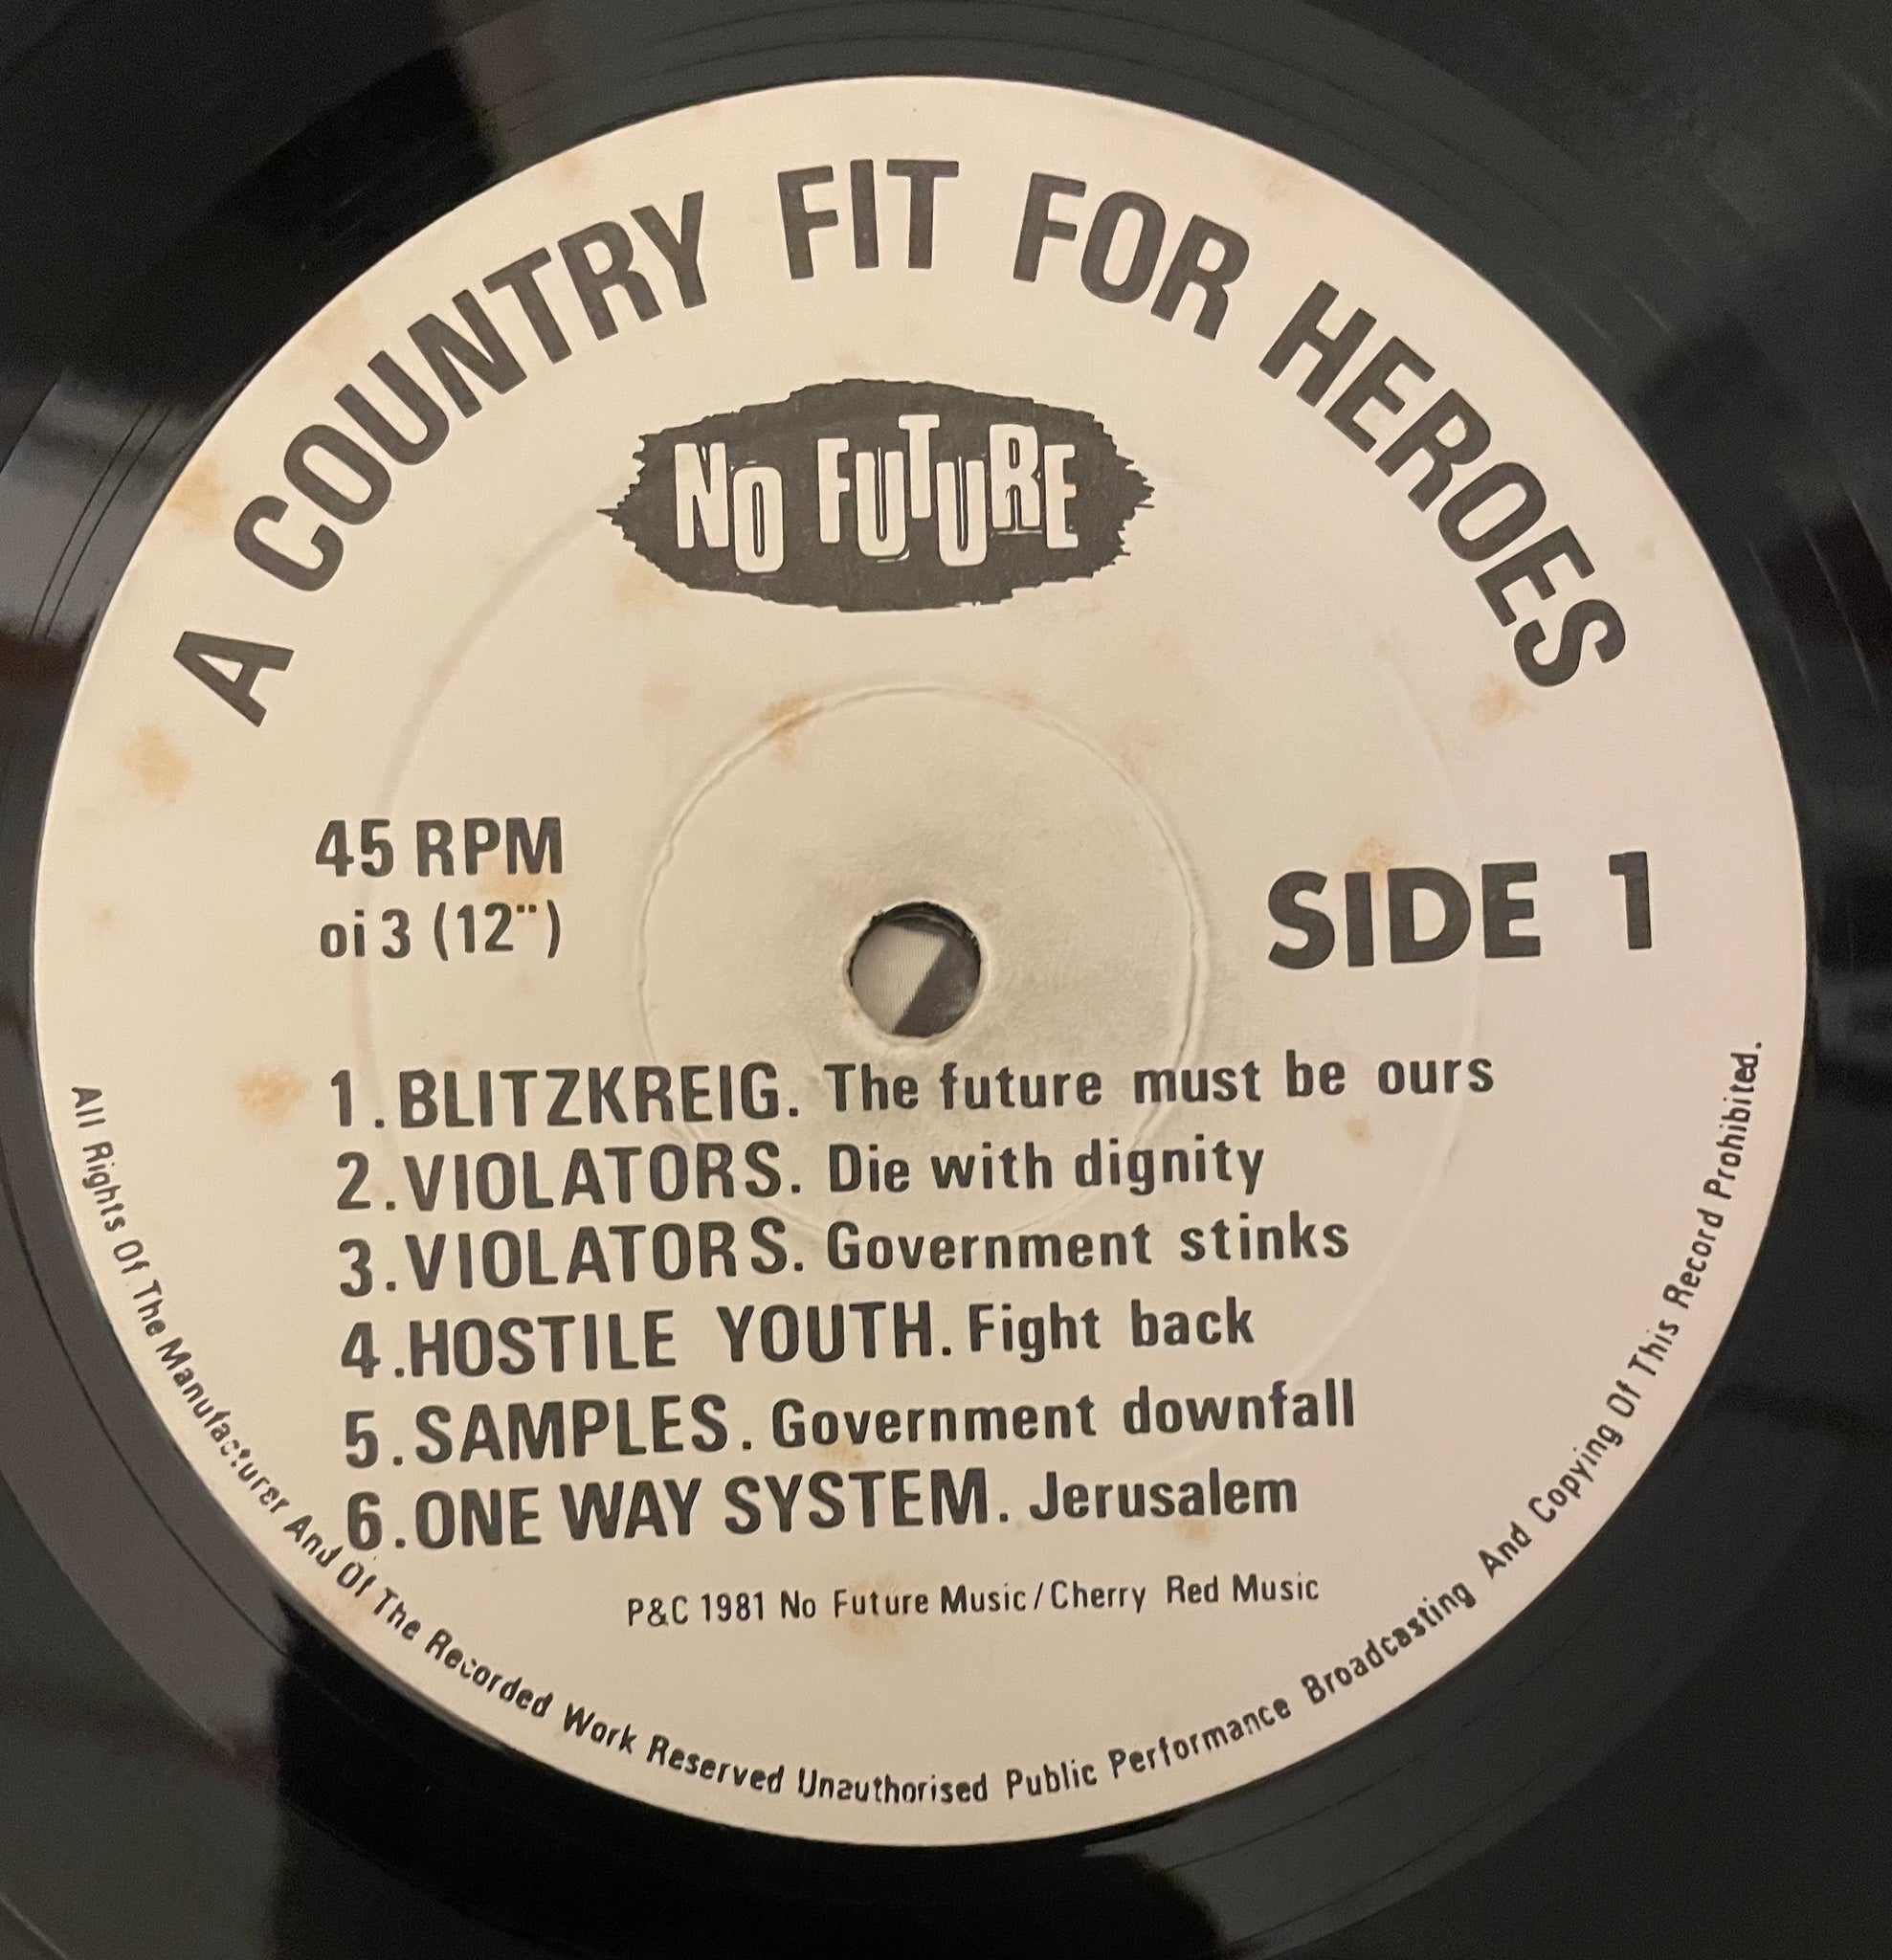 A COUNTRY FIT FOR HEROES
NO FUTURE
45 RPM
oi 3 (12")
SIDE 1
1. BLITZKREIG. The future must be ours
2. VIOLATORS. Die with dignity
3. VIOLATORS. Government stinks
4. HOSTILE YOUTH. Fight back
5. SAMPLES. Government downfall
6. ONE WAY SYSTEM. Jerusalem
P&C 1981 No Future Music/Cherry Red Music
All Rights Of The Manufacturer And Of The Recorded Work Reserved Unauthorised Public Performance Broadcasting And Copying Of This Record Prohibited.